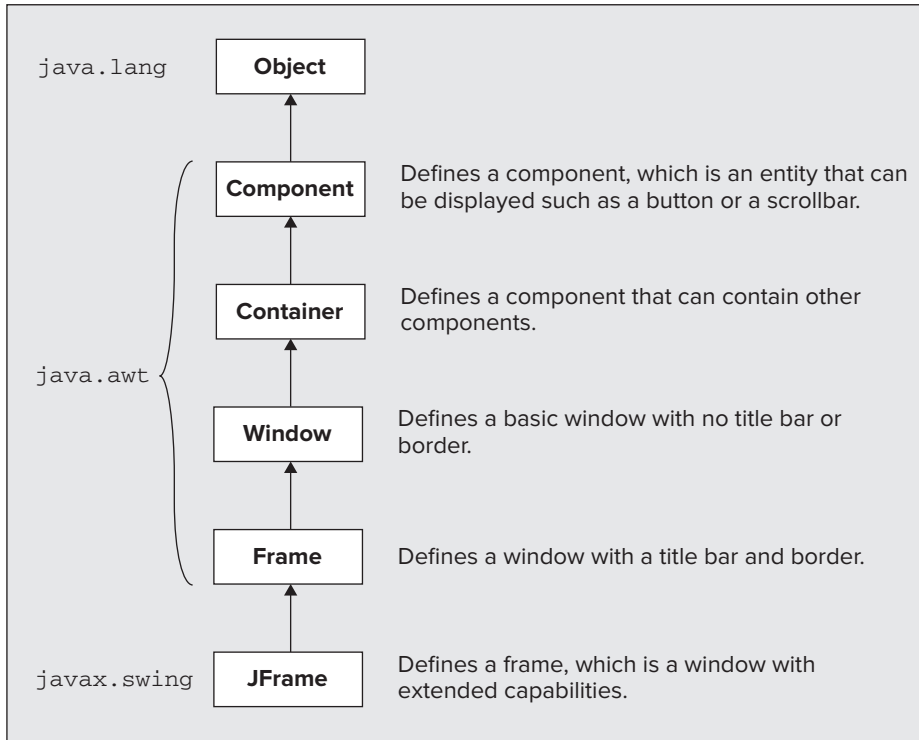 java.lang
Object
Component
Defines a component, which is an entity that can
be displayed such as a button or a scrollbar.
Container
Defines a component that can contain other
components.
java.awt
Window
Defines a basic window with no title bar or
border.
Frame
Defines a window with a title bar and border.
javax.swing
JFrame
Defines a frame, which is a window with
extended capabilities.